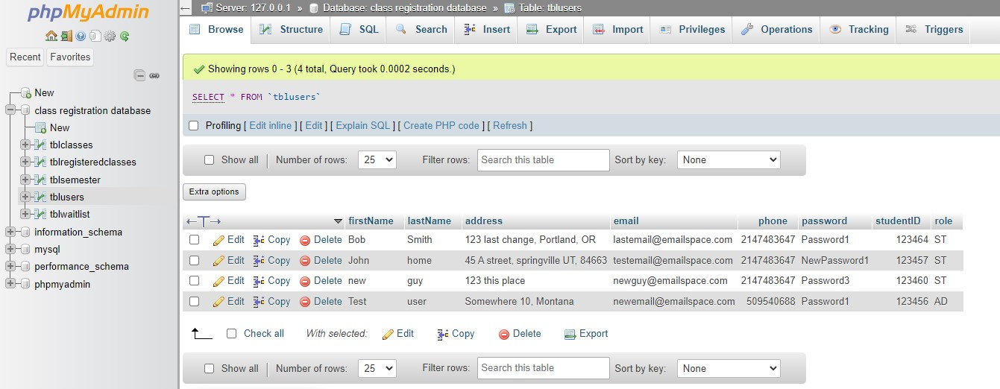 phpMyAdmin
Recent Favorites
New
class registration database
New
tblclasses
tblregisteredclasses
tblsemester
tblusers
tblwaitlist
information_schema
mysql
performance_schema
phpmyadmin
Server: 127.0.0.1 » Database: class registration database » Table: tblusers
Browse Structure SQL Search Insert Export Import Privileges Operations Tracking Triggers
Showing rows 0 - 3 (4 total, Query took 0.0002 seconds.)
SELECT * FROM `tblusers`
Profiling [ Edit inline ] [ Edit ] [ Explain SQL ] [ Create PHP code ] [ Refresh ]
Show all Number of rows: 25 Filter rows: Search this table Sort by key: None
Extra options
firstName lastName address email phone password studentID role
Edit Copy Delete Bob Smith 123 last change, Portland, OR lastemail@emailspace.com 2147483647 Password1 123464 ST
Edit Copy Delete John home 45 A street, springville UT, 84663 testemail@emailspace.com 2147483647 NewPassword1 123457 ST
Edit Copy Delete new guy 123 this place newguy@emailspace.com 2147483647 Password3 123460 ST
Edit Copy Delete Test user Somewhere 10, Montana newemail@emailspace.com 509540688 Password1 123456 AD
Check all With selected: Edit Copy Delete Export
Show all Number of rows: 25 Filter rows: Search this table Sort by key: None